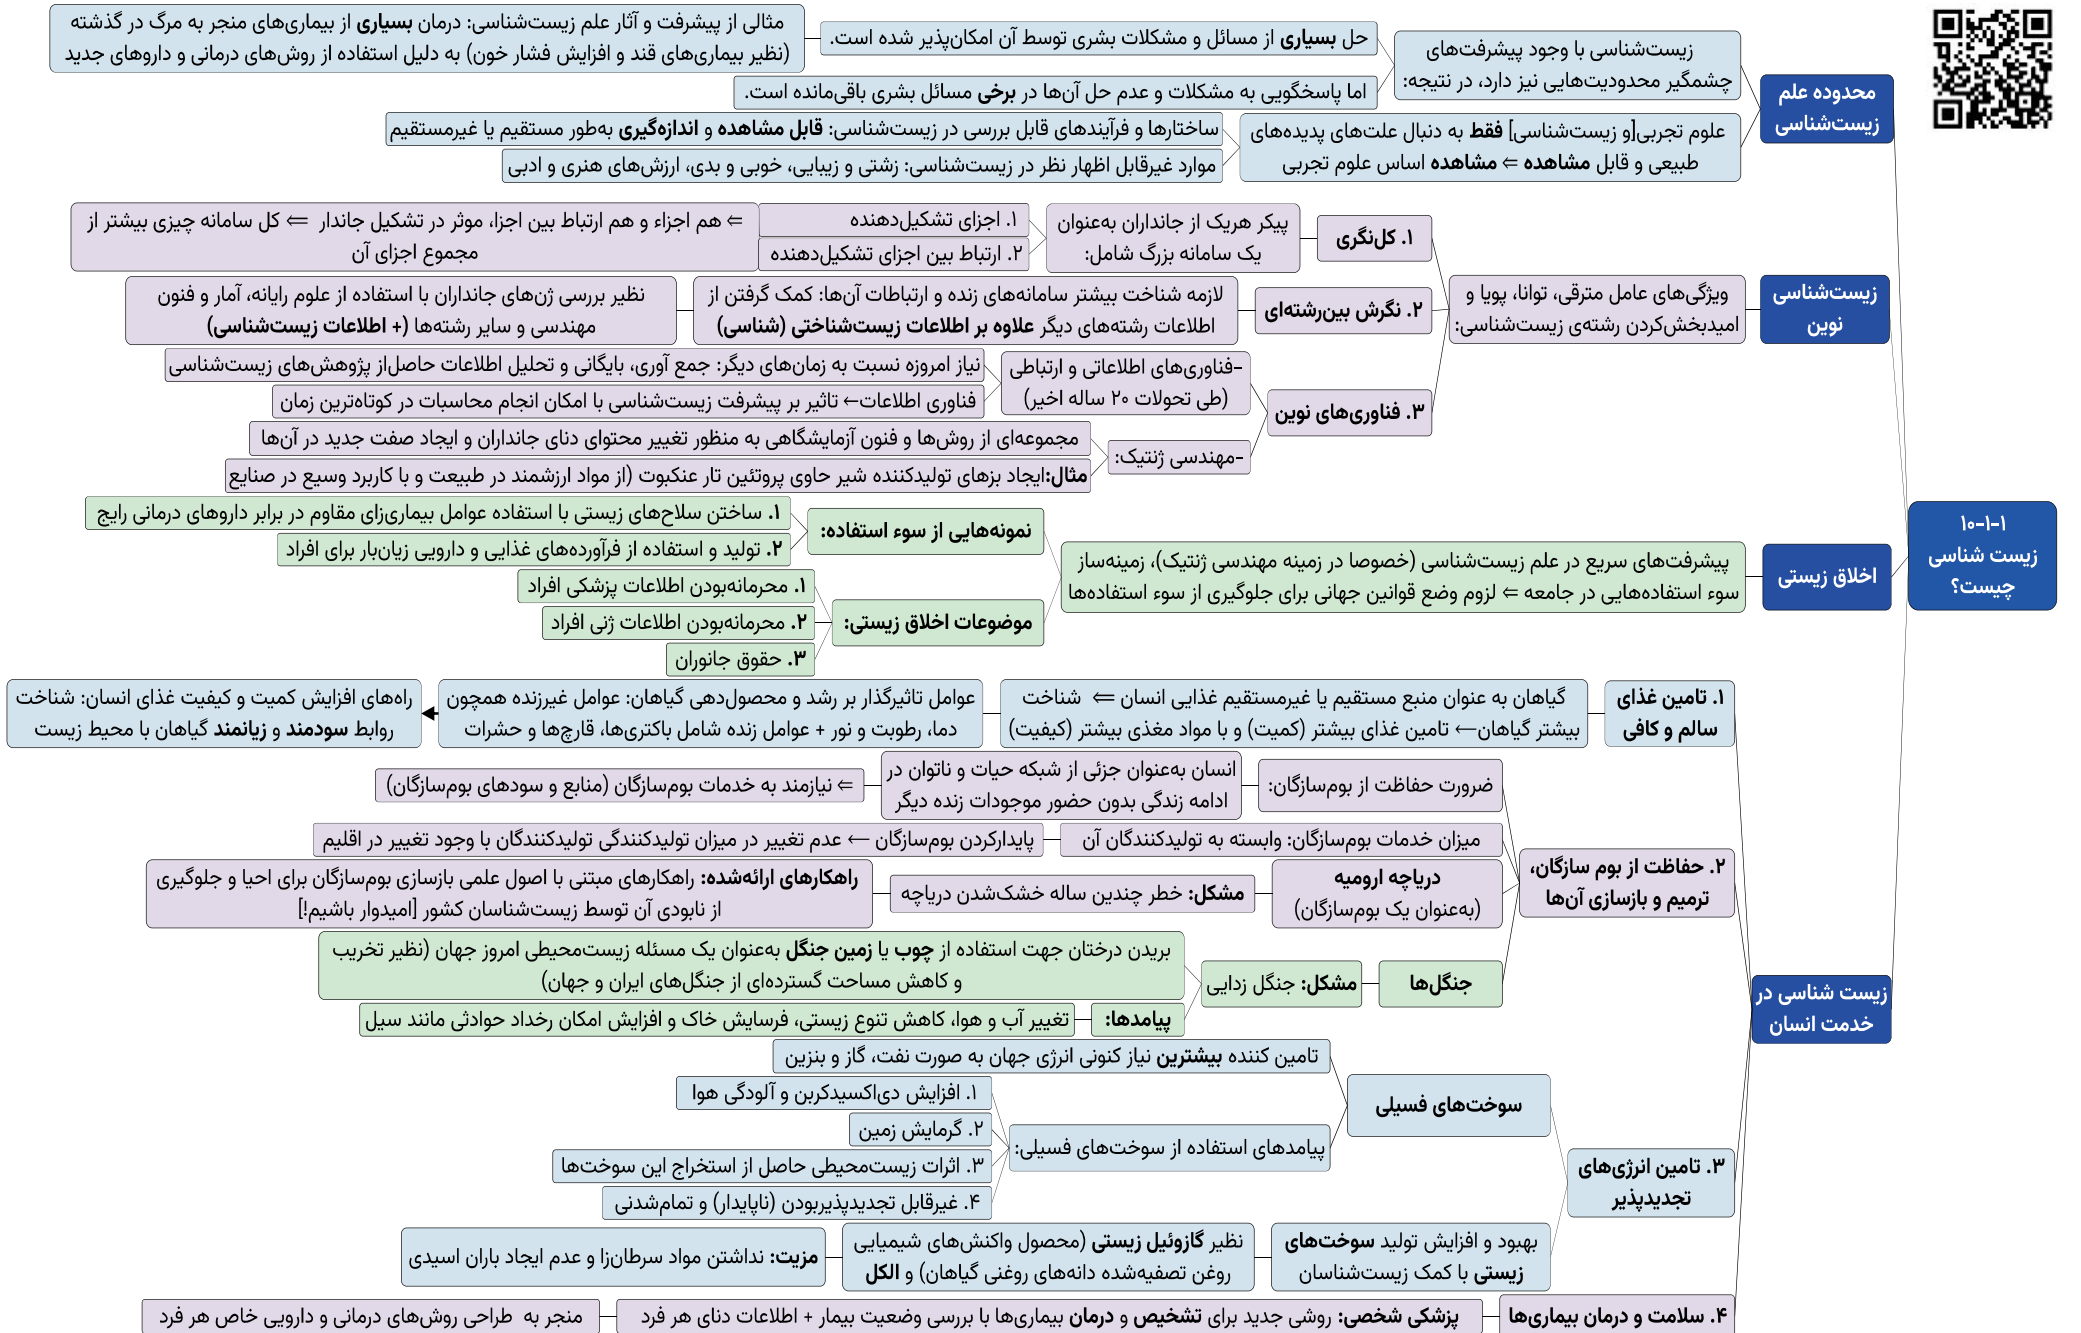 ۱۰-۱-۱
زیست شناسی
چیست؟
محدوده علم
زیست‌شناسی
زیست‌شناسی با وجود پیشرفت‌های
چشمگیر محدودیت‌هایی نیز دارد، در نتیجه:
حل بسیاری از مسائل و مشکلات بشری توسط آن امکان‌پذیر شده است.
مثالی از پیشرفت و آثار علم زیست‌شناسی: درمان بسیاری از بیماری‌های منجر به مرگ در گذشته
(نظیر بیماری‌های قند و افزایش فشار خون) به دلیل استفاده از روش‌های درمانی و داروهای جدید
اما پاسخگویی به مشکلات و عدم حل آن‌ها در برخی مسائل بشری باقی‌مانده است.
علوم تجربی[و زیست‌شناسی] فقط به دنبال علت‌های پدیده‌های
طبیعی و قابل مشاهده ⇐ مشاهده اساس علوم تجربی
ساختارها و فرآیندهای قابل بررسی در زیست‌شناسی: قابل مشاهده و اندازه‌گیری به‌طور مستقیم یا غیرمستقیم
موارد غیرقابل اظهار نظر در زیست‌شناسی: زشتی و زیبایی، خوبی و بدی، ارزش‌های هنری و ادبی
زیست‌شناسی
نوین
ویژگی‌های عامل مترقی، توانا، پویا و
امیدبخش‌کردن رشته‌ی زیست‌شناسی:
۱. کل‌نگری
پیکر هریک از جانداران به‌عنوان
یک سامانه بزرگ شامل:
۱. اجزای تشکیل‌دهنده
۲. ارتباط بین اجزای تشکیل‌دهنده
⇐ هم اجزاء و هم ارتباط بین اجزا، موثر در تشکیل جاندار ⟸ کل سامانه چیزی بیشتر از
مجموع اجزای آن
۲. نگرش بین‌رشته‌ای
لازمه شناخت بیشتر سامانه‌های زنده و ارتباطات آن‌ها: کمک گرفتن از
اطلاعات رشته‌های دیگر علاوه بر اطلاعات زیست‌شناختی (شناسی)
نظیر بررسی ژن‌های جانداران با استفاده از علوم رایانه، آمار و فنون
مهندسی و سایر رشته‌ها (+ اطلاعات زیست‌شناسی)
۳. فناوری‌های نوین
-فناوری‌های اطلاعاتی و ارتباطی
(طی تحولات ۲۰ ساله اخیر)
نیاز امروزه نسبت به زمان‌های دیگر: جمع آوری، بایگانی و تحلیل اطلاعات حاصل‌از پژوهش‌های زیست‌شناسی
فناوری اطلاعات← تاثیر بر پیشرفت زیست‌شناسی با امکان انجام محاسبات در کوتاه‌ترین زمان
-مهندسی ژنتیک:
مجموعه‌ای از روش‌ها و فنون آزمایشگاهی به منظور تغییر محتوای دنای جانداران و ایجاد صفت جدید در آن‌ها
مثال:ایجاد بزهای تولیدکننده شیر حاوی پروتئین تار عنکبوت (از مواد ارزشمند در طبیعت و با کاربرد وسیع در صنایع
اخلاق زیستی
پیشرفت‌های سریع در علم زیست‌شناسی (خصوصا در زمینه مهندسی ژنتیک)، زمینه‌ساز
سوء استفاده‌هایی در جامعه ⇐ لزوم وضع قوانین جهانی برای جلوگیری از سوء استفاده‌ها
نمونه‌هایی از سوء استفاده:
۱. ساختن سلاح‌های زیستی با استفاده عوامل بیماری‌زای مقاوم در برابر داروهای درمانی رایج
۲. تولید و استفاده از فرآورده‌های غذایی و دارویی زیان‌بار برای افراد
موضوعات اخلاق زیستی:
۱. محرمانه‌بودن اطلاعات پزشکی افراد
۲. محرمانه‌بودن اطلاعات ژنی افراد
۳. حقوق جانوران
زیست شناسی در
خدمت انسان
۱. تامین غذای
سالم و کافی
گیاهان به عنوان منبع مستقیم یا غیرمستقیم غذایی انسان ⟸ شناخت
بیشتر گیاهان← تامین غذای بیشتر (کمیت) و با مواد مغذی بیشتر (کیفیت)
عوامل تاثیرگذار بر رشد و محصول‌دهی گیاهان: عوامل غیرزنده همچون
دما، رطوبت و نور + عوامل زنده شامل باکتری‌ها، قارچ‌ها و حشرات
راه‌های افزایش کمیت و کیفیت غذای انسان: شناخت
روابط سودمند و زیانمند گیاهان با محیط زیست
۲. حفاظت از بوم سازگان،
ترمیم و بازسازی آن‌ها
ضرورت حفاظت از بوم‌سازگان:
انسان به‌عنوان جزئی از شبکه حیات و ناتوان در
ادامه زندگی بدون حضور موجودات زنده دیگر
⇐ نیازمند به خدمات بوم‌سازگان (منابع و سودهای بوم‌سازگان)
میزان خدمات بوم‌سازگان: وابسته به تولیدکنندگان آن
پایدارکردن بوم‌سازگان ← عدم تغییر در میزان تولیدکنندگی تولیدکنندگان با وجود تغییر در اقلیم
دریاچه ارومیه
(به‌عنوان یک بوم‌سازگان)
مشکل: خطر چندین ساله خشک‌شدن دریاچه
راهکارهای ارائه‌شده: راهکارهای مبتنی با اصول علمی بازسازی بوم‌سازگان برای احیا و جلوگیری
از نابودی آن توسط زیست‌شناسان کشور [امیدوار باشیم!]
جنگل‌ها
مشکل: جنگل زدایی
بریدن درختان جهت استفاده از چوب یا زمین جنگل به‌عنوان یک مسئله زیست‌محیطی امروز جهان (نظیر تخریب
و کاهش مساحت گسترده‌ای از جنگل‌های ایران و جهان)
پیامدها:
تغییر آب و هوا، کاهش تنوع زیستی، فرسایش خاک و افزایش امکان رخداد حوادثی مانند سیل
۳. تامین انرژی‌های
تجدیدپذیر
سوخت‌های فسیلی
تامین کننده بیشترین نیاز کنونی انرژی جهان به صورت نفت، گاز و بنزین
پیامدهای استفاده از سوخت‌های فسیلی:
۱. افزایش دی‌اکسیدکربن و آلودگی هوا
۲. گرمایش زمین
۳. اثرات زیست‌محیطی حاصل از استخراج این سوخت‌ها
۴. غیرقابل تجدیدپذیربودن (ناپایدار) و تمام‌شدنی
بهبود و افزایش تولید سوخت‌های
زیستی با کمک زیست‌شناسان
نظیر گازوئیل زیستی (محصول واکنش‌های شیمیایی
روغن تصفیه‌شده دانه‌های روغنی گیاهان) و الکل
مزیت: نداشتن مواد سرطان‌زا و عدم ایجاد باران اسیدی
۴. سلامت و درمان بیماری‌ها
پزشکی شخصی: روشی جدید برای تشخیص و درمان بیماری‌ها با بررسی وضعیت بیمار + اطلاعات دنای هر فرد
منجر به طراحی روش‌های درمانی و دارویی خاص هر فرد